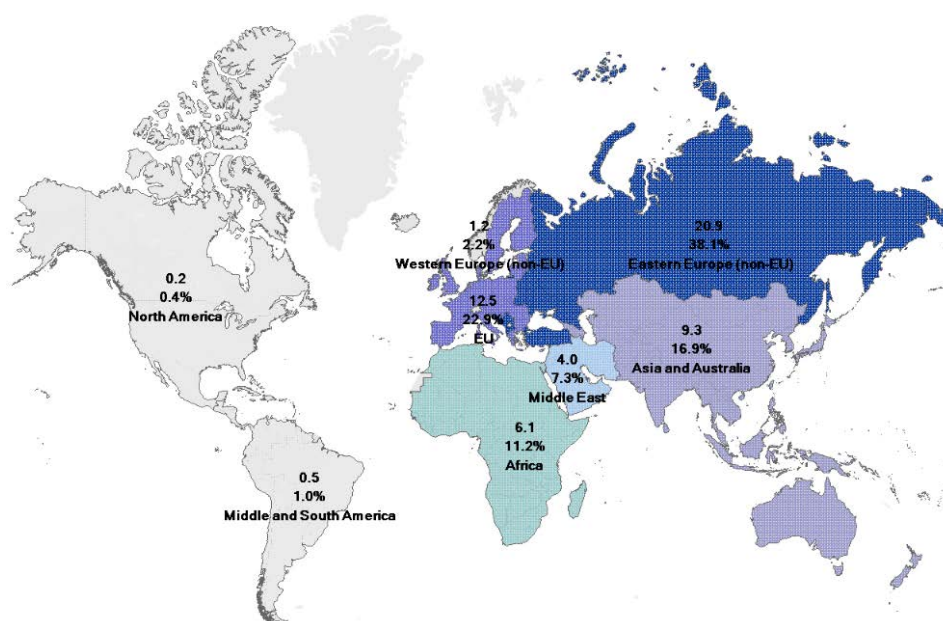 1.2
2.2%
Western Europe (non-EU)
20.9
38.1%
Eastern Europe (non-EU)
0.2
0.4%
North America
12.5
22.9%
EU
9.3
16.9%
Asia and Australia
4.0
7.3%
Middle East
6.1
11.2%
Africa
0.5
1.0%
Middle and South America